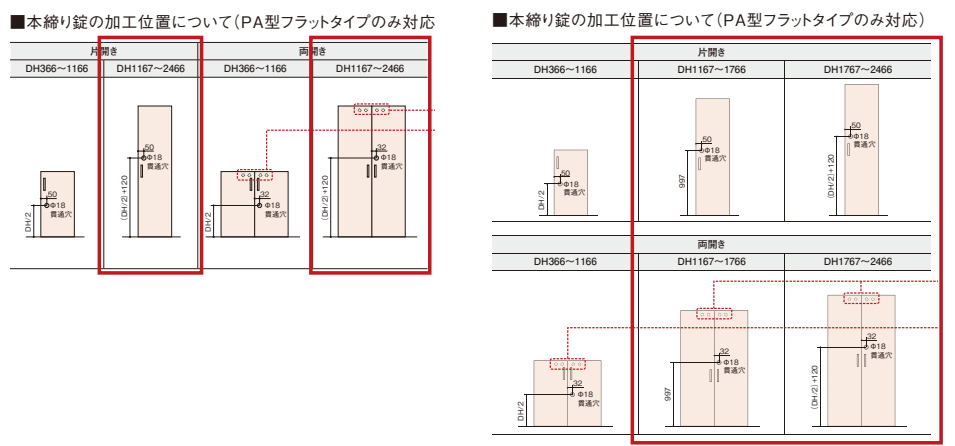 ■本締り錠の加工位置について(PA型フラットタイプのみ対応
片開き 両開き
DH366～1166 DH1167～2466 DH366～1166 DH1167～2466
50
Φ18
貫通穴
DH/2
50
Φ18
貫通穴
(DH/2)+120
32
Φ18
貫通穴
DH/2
32
Φ18
貫通穴
(DH/2)+120
■本締り錠の加工位置について(PA型フラットタイプのみ対応)
片開き
DH366～1166 DH1167～1766 DH1767～2466
50
Φ18
貫通穴
DH/2
50
Φ18
貫通穴
997
50
Φ18
貫通穴
(DH/2)+120
両開き
DH366～1166 DH1167～1766 DH1767～2466
32
Φ18
貫通穴
DH/2
32
Φ18
貫通穴
997
32
Φ18
貫通穴
(DH/2)+120